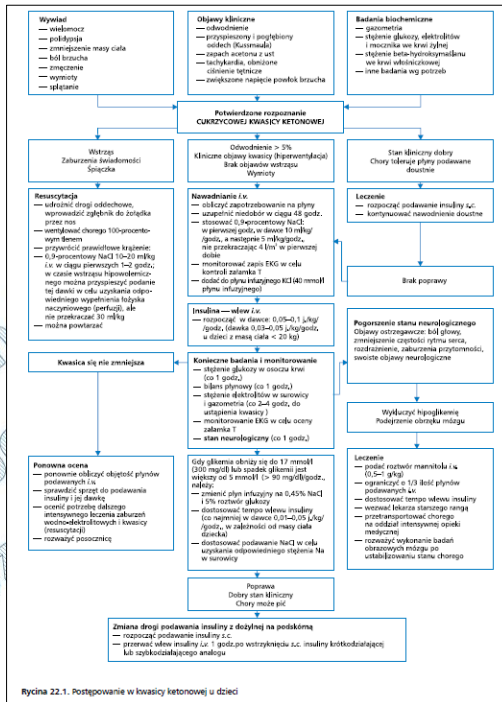 Wywiad
— wielomocz
— polidypsja
— zmniejszenie masy ciała
— ból brzucha
— zmęczenie
— wymioty
— splątanie
Objawy kliniczne
— odwodnienie
— przyspieszony i pogłębiony
oddech (Kussmaula)
— zapach acetonu z ust
— tachykardia, obniżone
ciśnienie tętnicze
— zwiększone napięcie powłok brzucha
Badania biochemiczne
— gazometria
— stężenie glukozy, elektrolitów
i mocznika we krwi żylnej
— stężenie beta-hydroksymaślanu
we krwi włośniczkowej
— inne badania wg potrzeb
Potwierdzone rozpoznanie
CUKRZYCOWEJ KWASICY KETONOWEJ
Wstrząs
Zaburzenia świadomości
Śpiączka
Odwodnienie > 5%
Kliniczne objawy kwasicy (hiperwentylacja)
Brak objawów wstrząsu
Wymioty
Stan kliniczny dobry
Chory toleruje płyny podawane
doustnie
Resuscytacja
— udrożnić drogi oddechowe,
wprowadzić zgłębnik do żołądka
przez nos
— wentylować chorego 100-procento-
wym tlenem
— przywrócić prawidłowe krążenie:
— 0,9-procentowy NaCl 10–20 ml/kg
i.v. w ciągu pierwszych 1–2 godz.;
w czasie wstrząsu hipowolemicz-
nego można przyspieszyć podanie
tej dawki w celu uzyskania odpo-
wiedniego wypełnienia łożyska
naczyniowego (perfuzji), ale
nie przekraczać 30 ml/kg
— można powtarzać
Nawadnianie i.v.
— obliczyć zapotrzebowanie na płyny
— uzupełnić niedobór w ciągu 48 godz.
— stosować 0,9-procentowy NaCl:
w pierwszej godz. w dawce 10 ml/kg
/godz., a następnie 5 ml/kg/godz.,
nie przekraczając 4 l/m² w pierwszej
dobie
— monitorować zapis EKG w celu
kontroli załamka T
— dodać do płynu infuzyjnego KCl (40 mmol/l
płynu infuzyjnego)
Leczenie
— rozpocząć podawanie insuliny s.c.
— kontynuować nawodnienie doustne
Brak poprawy
Insulina — wlew i.v.
— rozpocząć w dawce: 0,05–0,1 j./kg/
/godz. (dawka 0,03–0,05 j./kg/godz.
u dzieci z masą ciała < 20 kg)
Kwasica się nie zmniejsza
Konieczne badania i monitorowanie
— stężenie glukozy w osoczu krwi
(co 1 godz.)
— bilans płynowy (co 1 godz.)
— stężenie elektrolitów w surowicy
i gazometria (co 2–4 godz. do
ustąpienia kwasicy)
— monitorowanie EKG w celu oceny
załamka T
— stan neurologiczny (co 1 godz.)
Pogorszenie stanu neurologicznego
Objawy ostrzegawcze: ból głowy,
zmniejszenie częstości rytmu serca,
rozdrażnienie, zaburzenia przytomności,
swoiste objawy neurologiczne
Wykluczyć hipoglikemię
Podejrzenie obrzęku mózgu
Ponowna ocena
— ponownie obliczyć objętość płynów
podawanych i.v.
— sprawdzić sprzęt do podawania
insuliny i jej dawkę
— ocenić potrzebę dalszego
intensywnego leczenia zaburzeń
wodno-elektrolitowych i kwasicy
(resuscytacji)
— rozważyć posocznicę
Gdy glikemia obniży się do 17 mmol/l
(300 mg/dl) lub spadek glikemii jest
większy od 5 mmol/l (> 90 mg/dl)/godz.,
należy:
— zmienić płyn infuzyjny na 0,45% NaCl
i 5% roztwór glukozy
— dostosować tempo wlewu insuliny
(co najmniej w dawce 0,01–0,05 j./kg/
/godz., w zależności od masy ciała
dziecka)
— dostosować podawanie NaCl w celu
uzyskania odpowiedniego stężenia Na
w surowicy
Leczenie
— podać roztwór mannitolu i.v.
(0,5–1 g/kg)
— ograniczyć o 1/3 ilość płynów
podawanych i.v.
— dostosować tempo wlewu insuliny
— wezwać lekarza starszego rangą
— przetransportować chorego
na oddział intensywnej opieki
medycznej
— rozważyć wykonanie badań
obrazowych mózgu po
ustabilizowaniu stanu chorego
Poprawa
Dobry stan kliniczny
Chory może pić
Zmiana drogi podawania insuliny z dożylnej na podskórną
— rozpocząć podawanie insuliny s.c.
— przerwać wlew insuliny i.v. 1 godz. po wstrzyknięciu s.c. insuliny krótkodziałającej
lub szybkodziałającego analogu
Rycina 22.1. Postępowanie w kwasicy ketonowej u dzieci